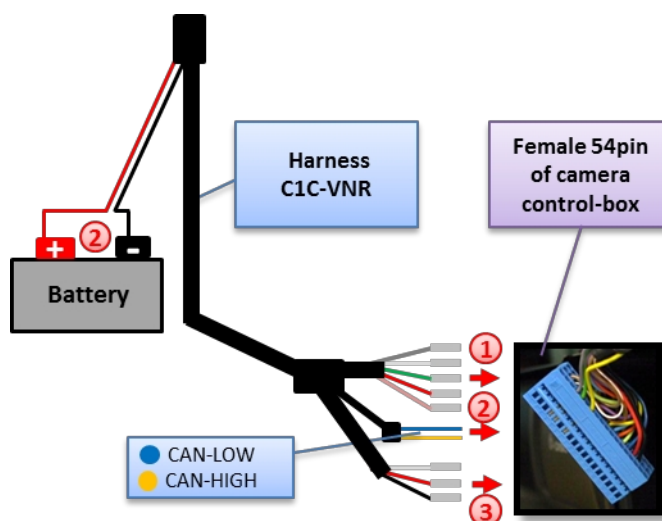 Harness
C1C-VNR
Female 54pin
of camera
control-box
2
+
-
Battery
1
2
CAN-LOW
CAN-HIGH
3